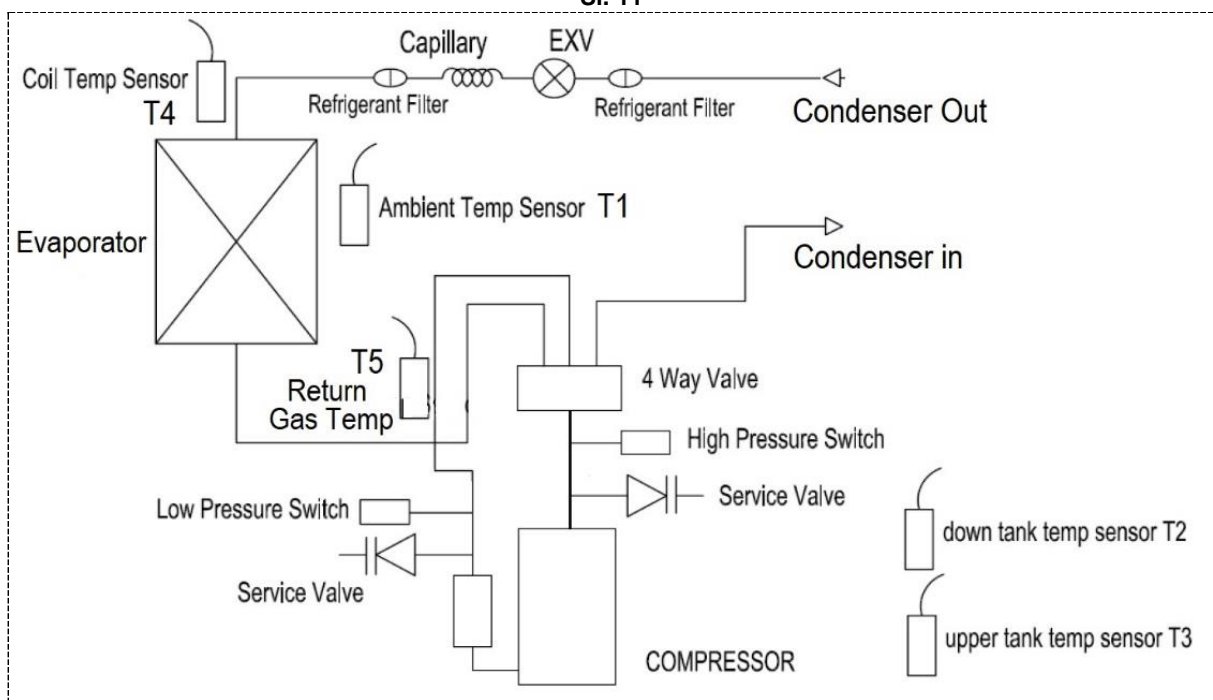 Capillary
EXV
Coil Temp Sensor
T4
Refrigerant Filter
Refrigerant Filter
Condenser Out
Ambient Temp Sensor T1
Evaporator
Condenser in
T5
Return
Gas Temp
4 Way Valve
High Pressure Switch
Low Pressure Switch
Service Valve
down tank temp sensor T2
Service Valve
upper tank temp sensor T3
COMPRESSOR